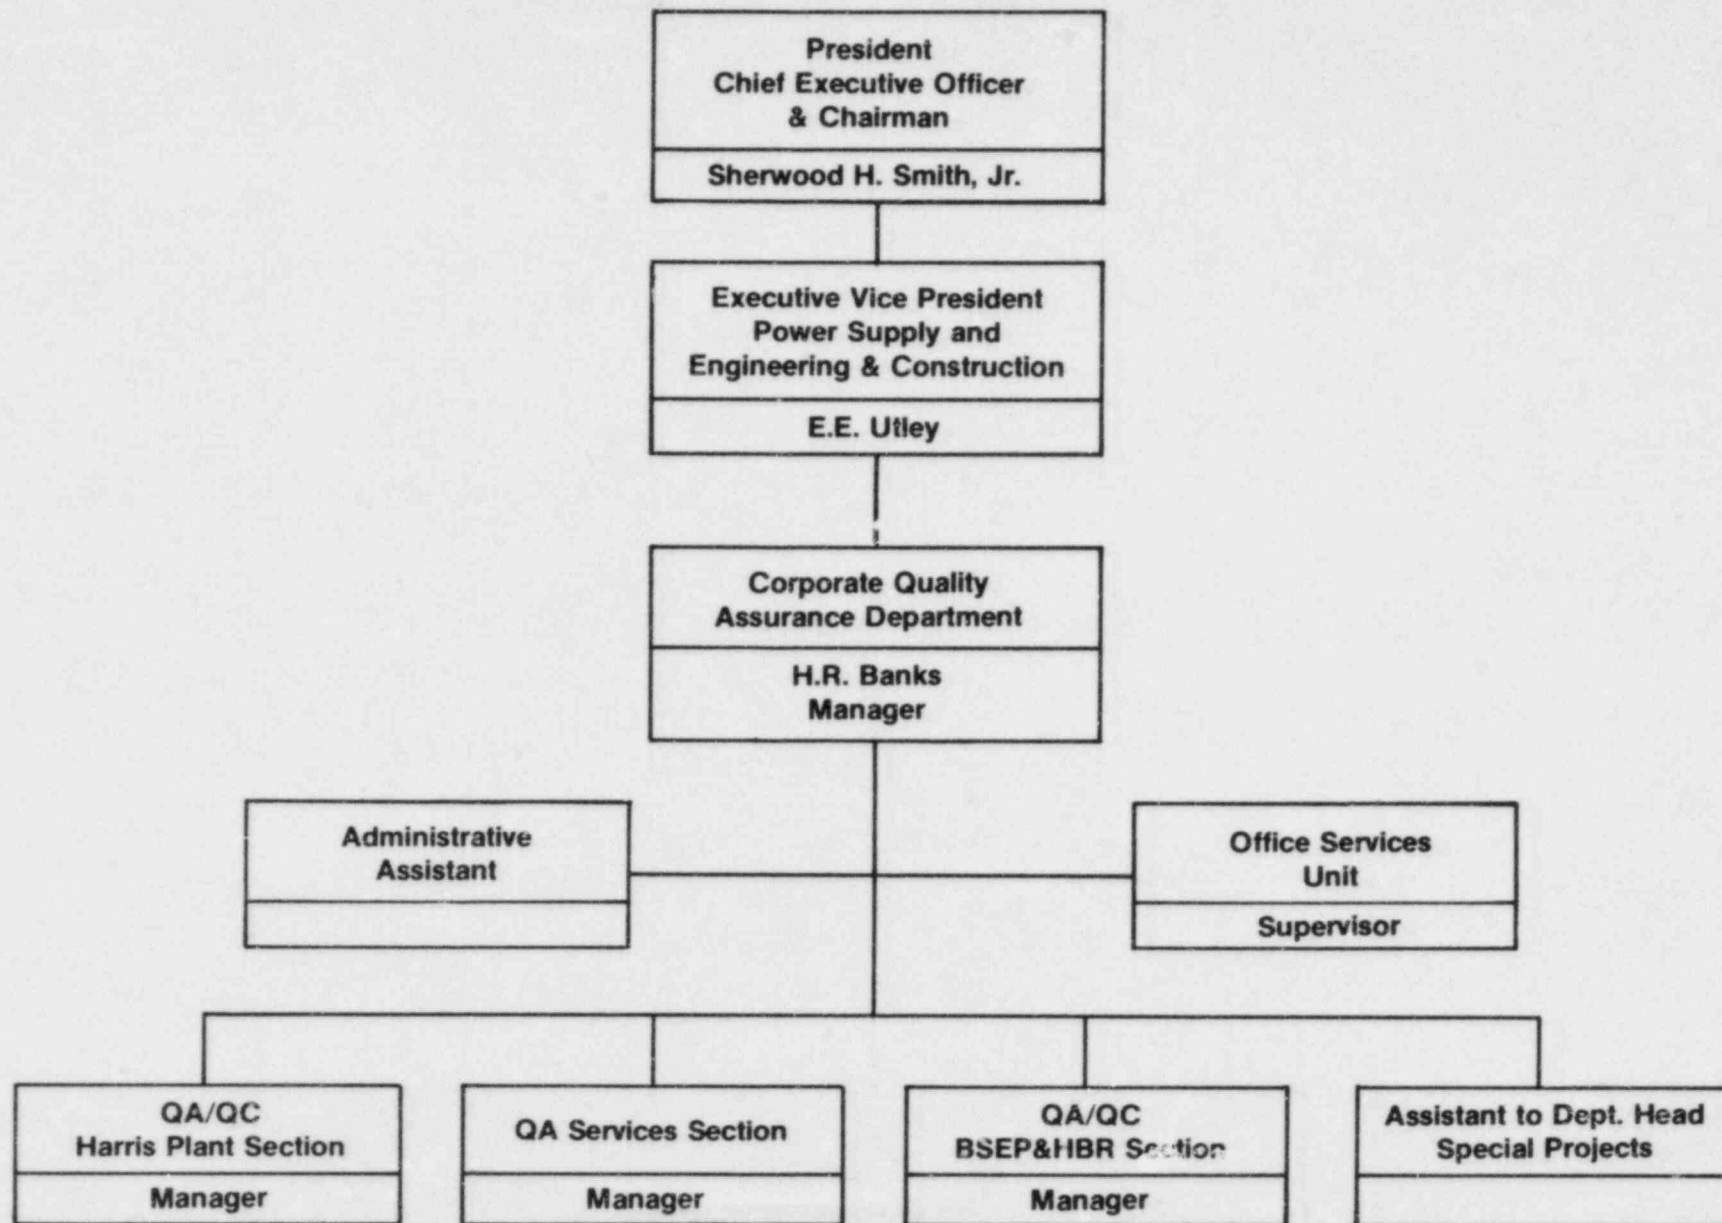 President
Chief Executive Officer
& Chairman
Sherwood H. Smith, Jr.
Executive Vice President
Power Supply and
Engineering & Construction
E.E. Utley
Corporate Quality
Assurance Department
H.R. Banks
Manager
Administrative
Assistant
Office Services
Unit
Supervisor
QA/QC
Harris Plant Section
Manager
QA Services Section
Manager
QA/QC
BSEP&HBR Section
Manager
Assistant to Dept. Head
Special Projects